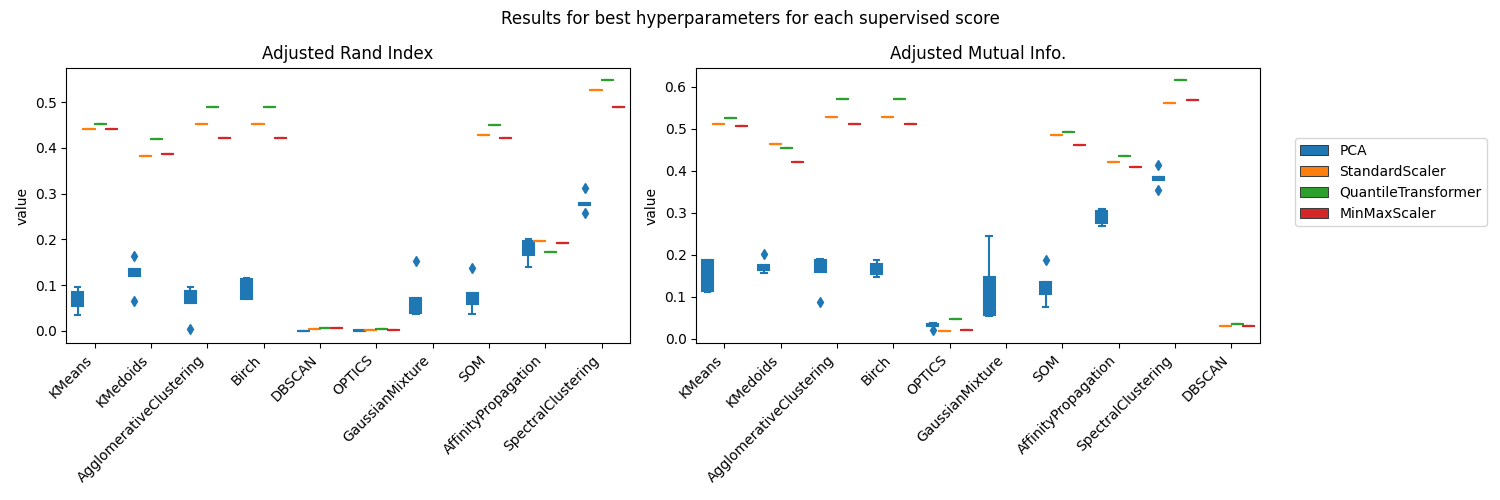 Results for best hyperparameters for each supervised score
Adjusted Rand Index
value
0.5
0.4
0.3
0.2
0.1
0.0
KMeans
KMedoids
AgglomerativeClustering
Birch
DBSCAN
OPTICS
GaussianMixture
SOM
AffinityPropagation
SpectralClustering
Adjusted Mutual Info.
value
0.6
0.5
0.4
0.3
0.2
0.1
0.0
KMeans
KMedoids
AgglomerativeClustering
Birch
OPTICS
GaussianMixture
SOM
AffinityPropagation
SpectralClustering
DBSCAN
PCA
StandardScaler
QuantileTransformer
MinMaxScaler